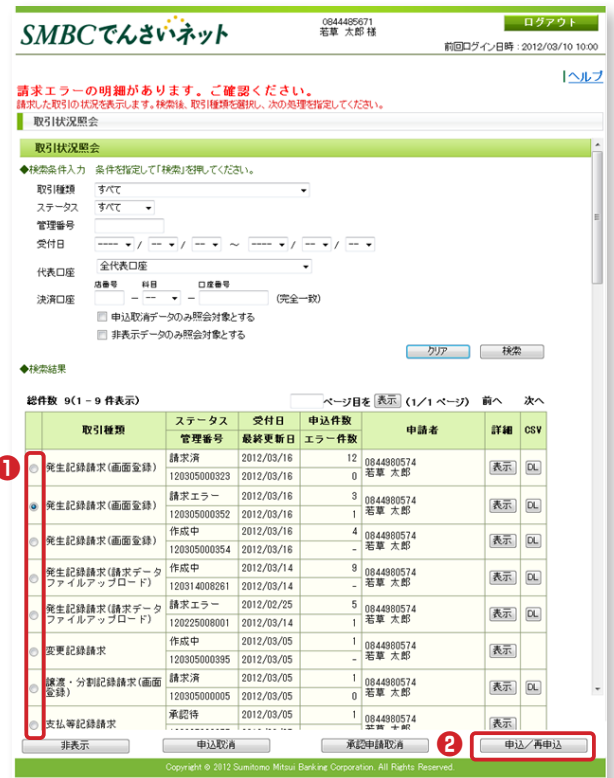 SMBCでんさいネット
0844485671
若草 太郎 様
ログアウト
前回ログイン日時 : 2012/03/10 10:00
ヘルプ
請求エラーの明細があります。ご確認ください。
請求した取引の状況を表示します。検索後、取引種類を選択し、次の処理を指定してください。
取引状況照会
取引状況照会
◆検索条件入力 条件を指定して「検索」を押してください。
取引種類 すべて
ステータス すべて
管理番号
受付日 ---- / -- / -- ～ ---- / -- / --
代表口座 全代表口座
店番号 科目 口座番号
決済口座 － -- － (完全一致)
申込取消データのみ照会対象とする
非表示データのみ照会対象とする
クリア 検索
◆検索結果
総件数 9(1 - 9 件表示) ページ目を 表示 (1/1 ページ) 前へ 次へ
取引種類 ステータス 受付日 申込件数 申請者 詳細 CSV
管理番号 最終更新日 エラー件数
1
発生記録請求(画面登録) 請求済 2012/03/16 12 0844980574 若草 太郎 表示 DL
120305000323 2012/03/16 0
発生記録請求(画面登録) 請求エラー 2012/03/16 3 0844980574 若草 太郎 表示 DL
120305000352 2012/03/16 1
発生記録請求(画面登録) 作成中 2012/03/16 4 0844980574 若草 太郎 表示 DL
120305000354 2012/03/16 -
発生記録請求(請求データ 作成中 2012/03/14 9 0844980574 若草 太郎 表示 DL
ファイルアップロード) 120314008261 2012/03/14 -
発生記録請求(請求データ 請求エラー 2012/02/25 5 0844980574 若草 太郎 表示 DL
ファイルアップロード) 120225008001 2012/03/14 1
変更記録請求 作成中 2012/03/05 1 0844980574 若草 太郎 表示
120305000395 2012/03/05 -
譲渡・分割記録請求(画面 請求済 2012/03/05 1 0844980574 若草 太郎 表示 DL
登録) 120305000005 2012/03/05 0
支払等記録請求 承認待 2012/03/05 1 0844980574 表示
非表示 申込取消 承認申請取消 2 申込／再申込
Copyright © 2012 Sumitomo Mitsui Banking Corporation. All Rights Reserved.